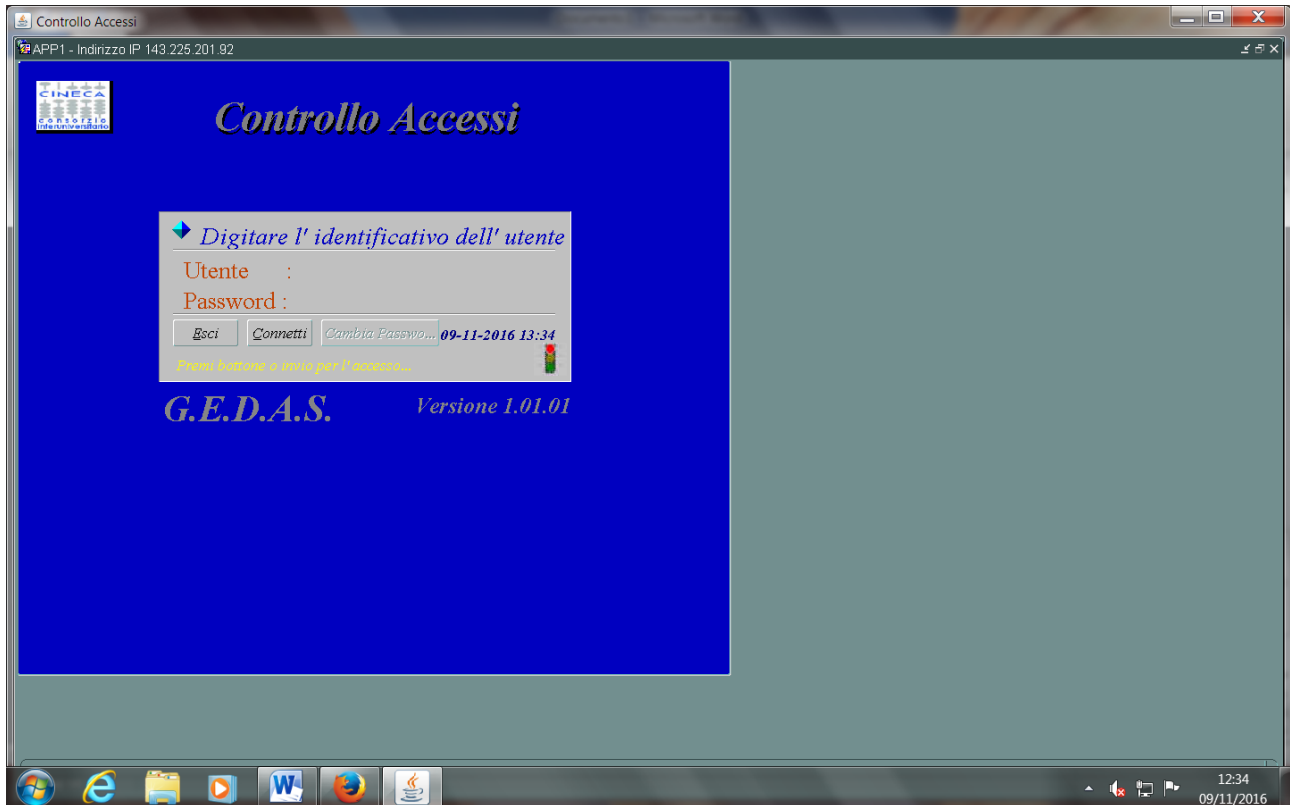 Controllo Accessi
APP1 - Indirizzo IP 143.225.201.92
CINECA
consorzio
interuniversitario
Controllo Accessi
Digitare l' identificativo dell' utente
Utente :
Password :
Esci Connetti Cambia Passwo... 09-11-2016 13:34
Premi bottone o invio per l'accesso...
G.E.D.A.S. Versione 1.01.01
12:34
09/11/2016